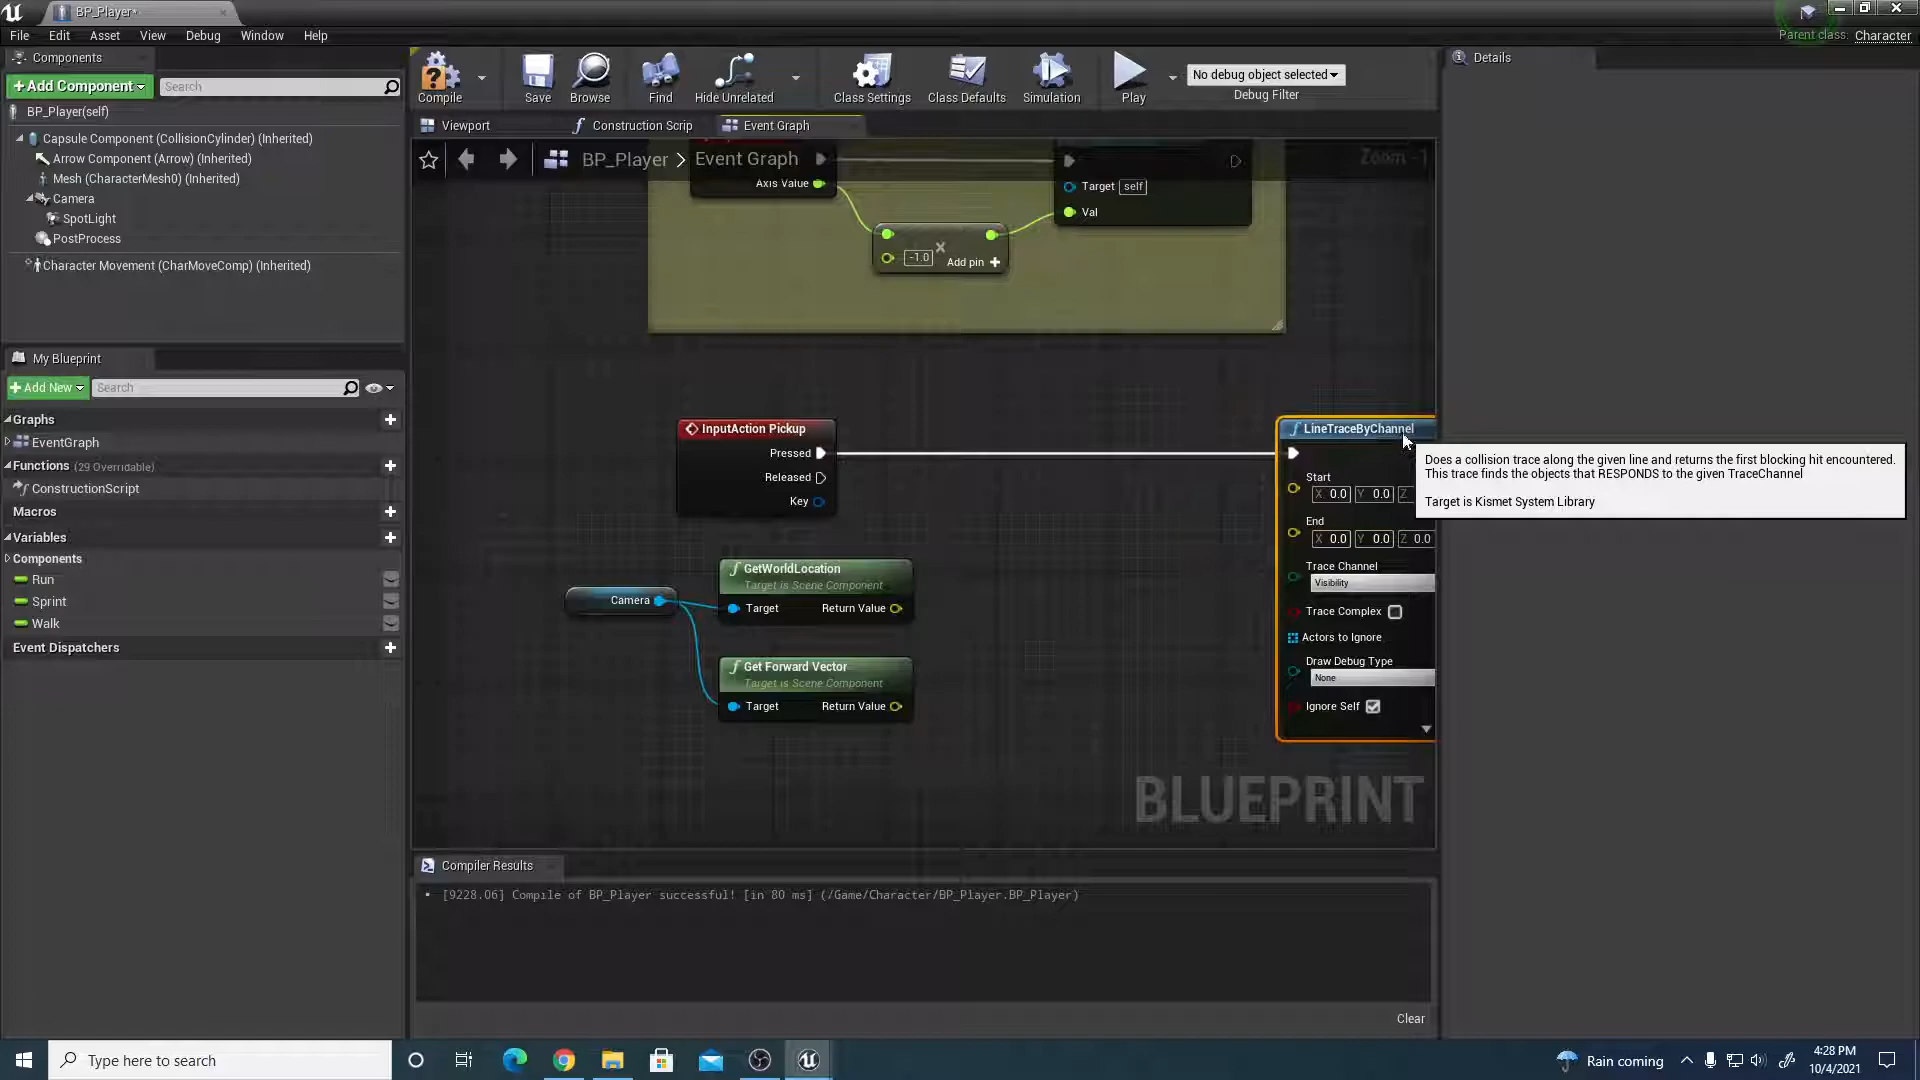 BP_Player*
File Edit Asset View Debug Window Help
Parent class: Character
Components
+Add Component
Search
BP_Player(self)
Capsule Component (CollisionCylinder) (Inherited)
Arrow Component (Arrow) (Inherited)
Mesh (CharacterMesh0) (Inherited)
Camera
SpotLight
PostProcess
Character Movement (CharMoveComp) (Inherited)
My Blueprint
+Add New
Search
Graphs
EventGraph
Functions (29 Overridable)
ConstructionScript
Macros
Variables
Components
Run
Sprint
Walk
Event Dispatchers
Compile
Save
Browse
Find
Hide Unrelated
Class Settings
Class Defaults
Simulation
Play
No debug object selected
Debug Filter
Viewport
Construction Scrip
Event Graph
BP_Player > Event Graph
Zoom -1
Axis Value
Target self
Val
-1.0
Add pin +
InputAction Pickup
Pressed
Released
Key
Camera
GetWorldLocation
Target is Scene Component
Target Return Value
Get Forward Vector
Target is Scene Component
Target Return Value
LineTraceByChannel
Start
X 0.0 Y 0.0 Z
End
X 0.0 Y 0.0 Z 0.0
Trace Channel
Visibility
Trace Complex
Actors to Ignore
Draw Debug Type
None
Ignore Self
Does a collision trace along the given line and returns the first blocking hit encountered.
This trace finds the objects that RESPONDS to the given TraceChannel
Target is Kismet System Library
BLUEPRINT
Details
Compiler Results
• [9228.06] Compile of BP_Player successful! [in 80 ms] (/Game/Character/BP_Player.BP_Player)
Clear
Type here to search
Rain coming
4:28 PM
10/4/2021